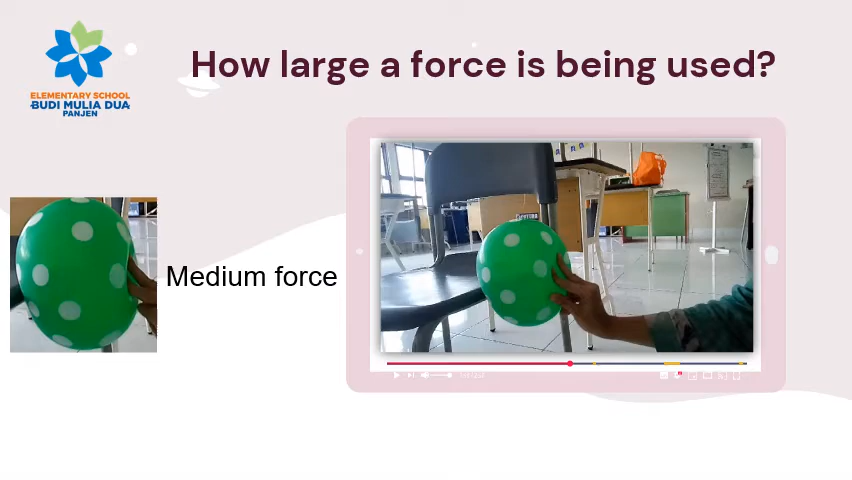 How large a force is being used?
ELEMENTARY SCHOOL
BUDI MULIA DUA
PANJEN
Medium force